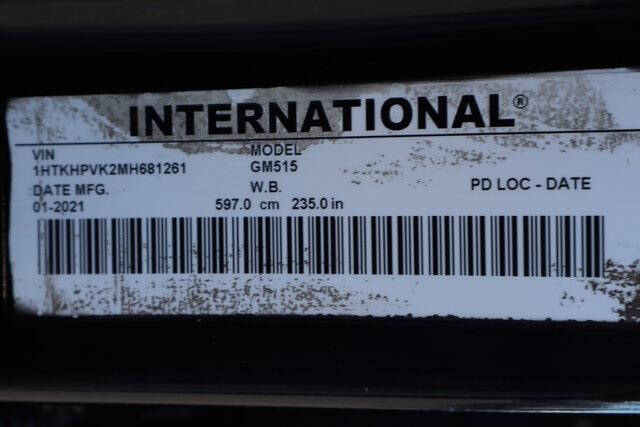 INTERNATIONAL®
VIN MODEL
1HTKHPVK2MH681261 GM515
DATE MFG. W.B. PD LOC - DATE
01-2021 597.0 cm 235.0 in